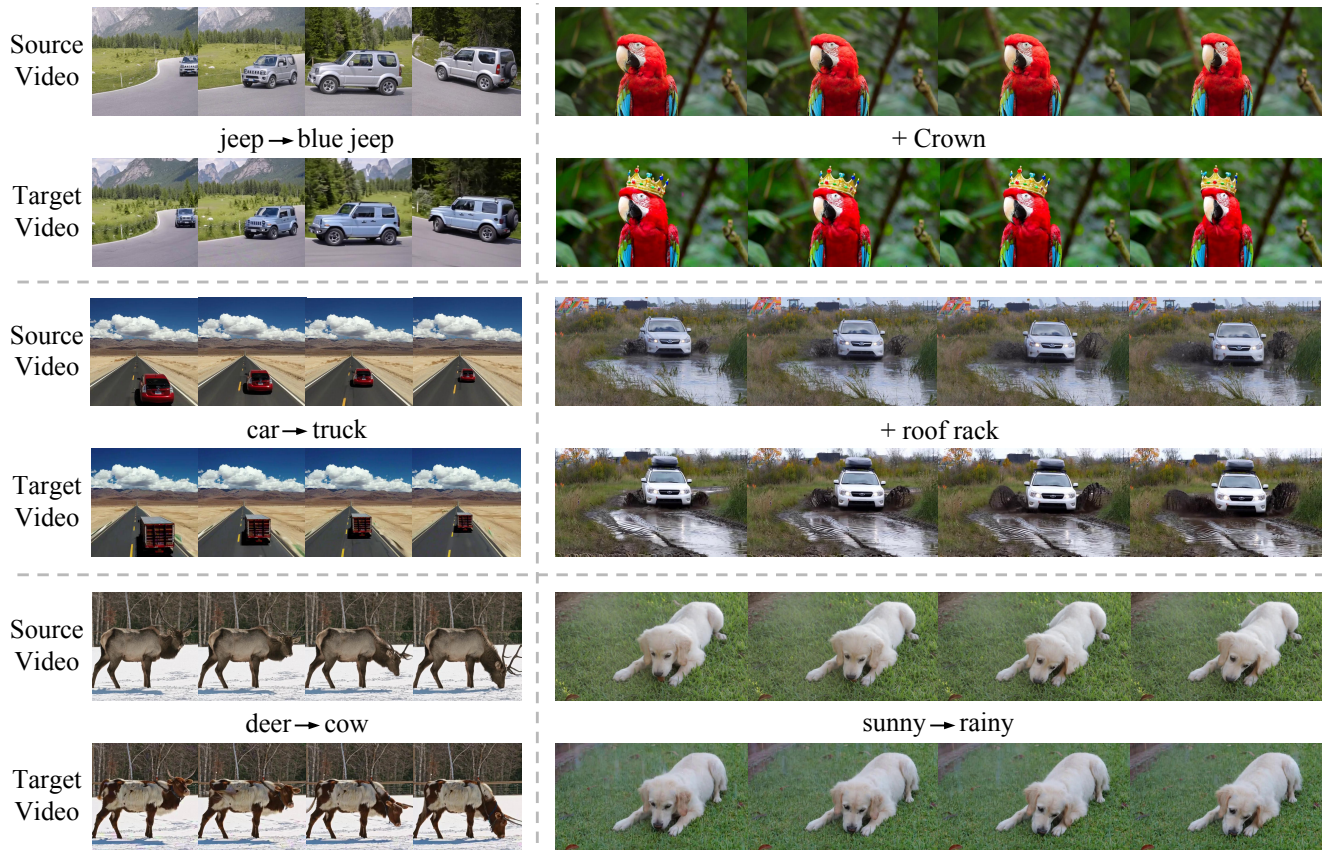 Source
Video
jeep → blue jeep
Target
Video
+ Crown
Source
Video
car → truck
Target
Video
+ roof rack
Source
Video
deer → cow
Target
Video
sunny → rainy